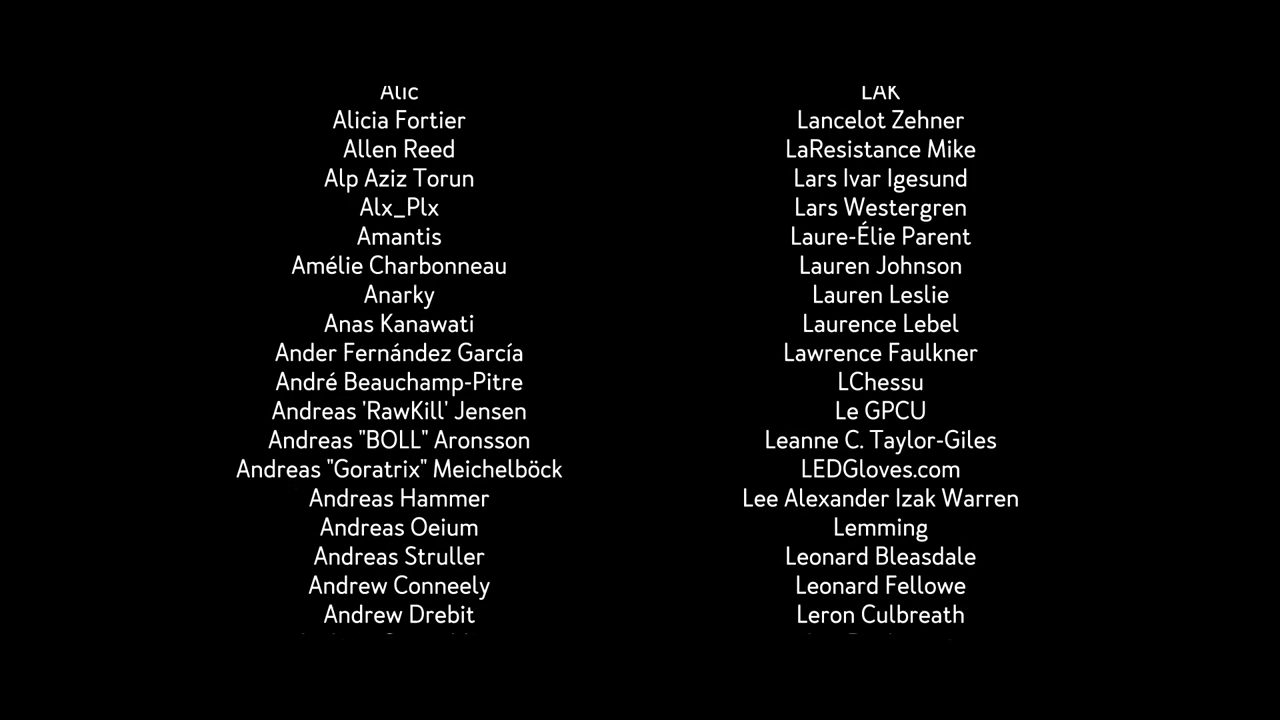 Alic
Alicia Fortier
Allen Reed
Alp Aziz Torun
Alx_Plx
Amantis
Amélie Charbonneau
Anarky
Anas Kanawati
Ander Fernández García
André Beauchamp-Pitre
Andreas 'RawKill' Jensen
Andreas "BOLL" Aronsson
Andreas "Goratrix" Meichelböck
Andreas Hammer
Andreas Oeium
Andreas Struller
Andrew Conneely
Andrew Drebit
LAK
Lancelot Zehner
LaResistance Mike
Lars Ivar Igesund
Lars Westergren
Laure-Élie Parent
Lauren Johnson
Lauren Leslie
Laurence Lebel
Lawrence Faulkner
LChessu
Le GPCU
Leanne C. Taylor-Giles
LEDGloves.com
Lee Alexander Izak Warren
Lemming
Leonard Bleasdale
Leonard Fellowe
Leron Culbreath